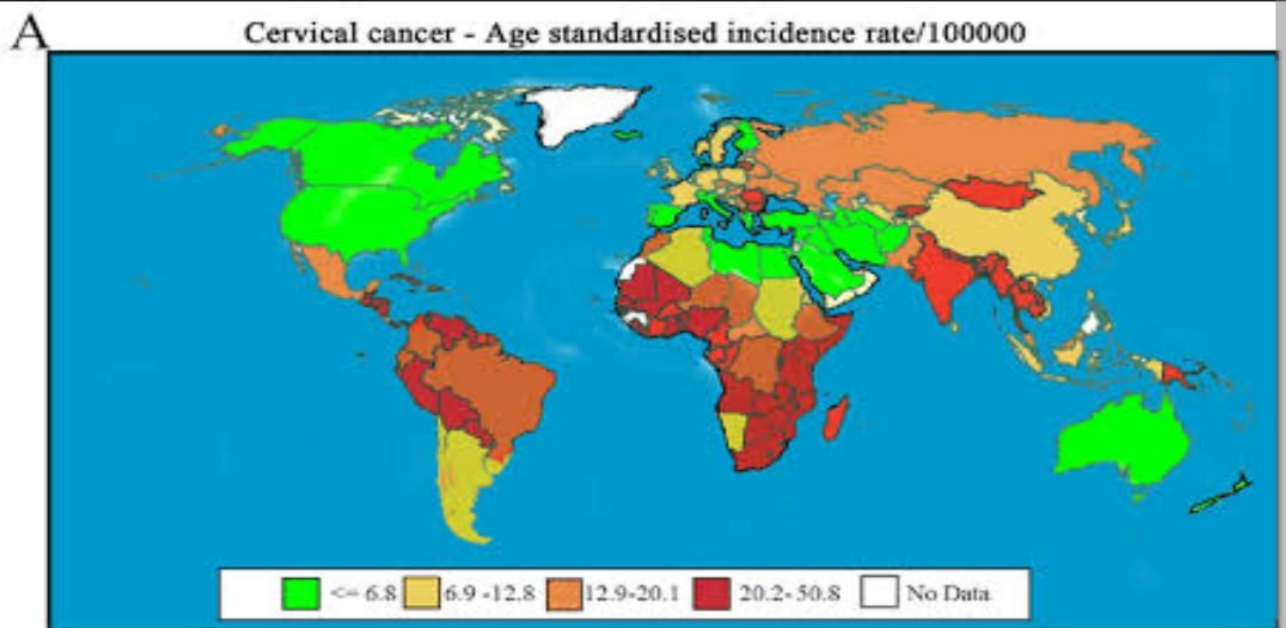 A
Cervical cancer - Age standardised incidence rate/100000
<= 6.8 6.9 -12.8 12.9-20.1 20.2- 50.8 No Data